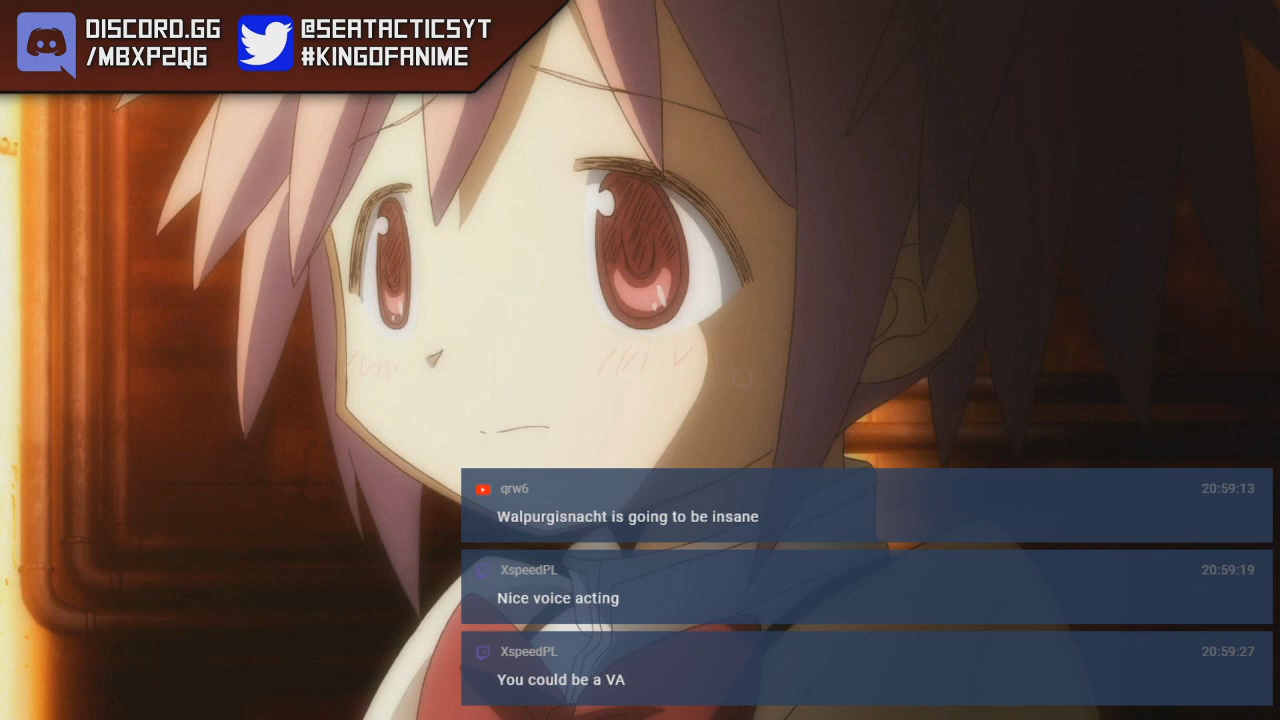 DISCORD.GG
/MBXP2QG
@SEATACTICSYT
#KINGOFANIME
qrw6 20:59:13
Walpurgisnacht is going to be insane
XspeedPL 20:59:19
Nice voice acting
XspeedPL 20:59:27
You could be a VA